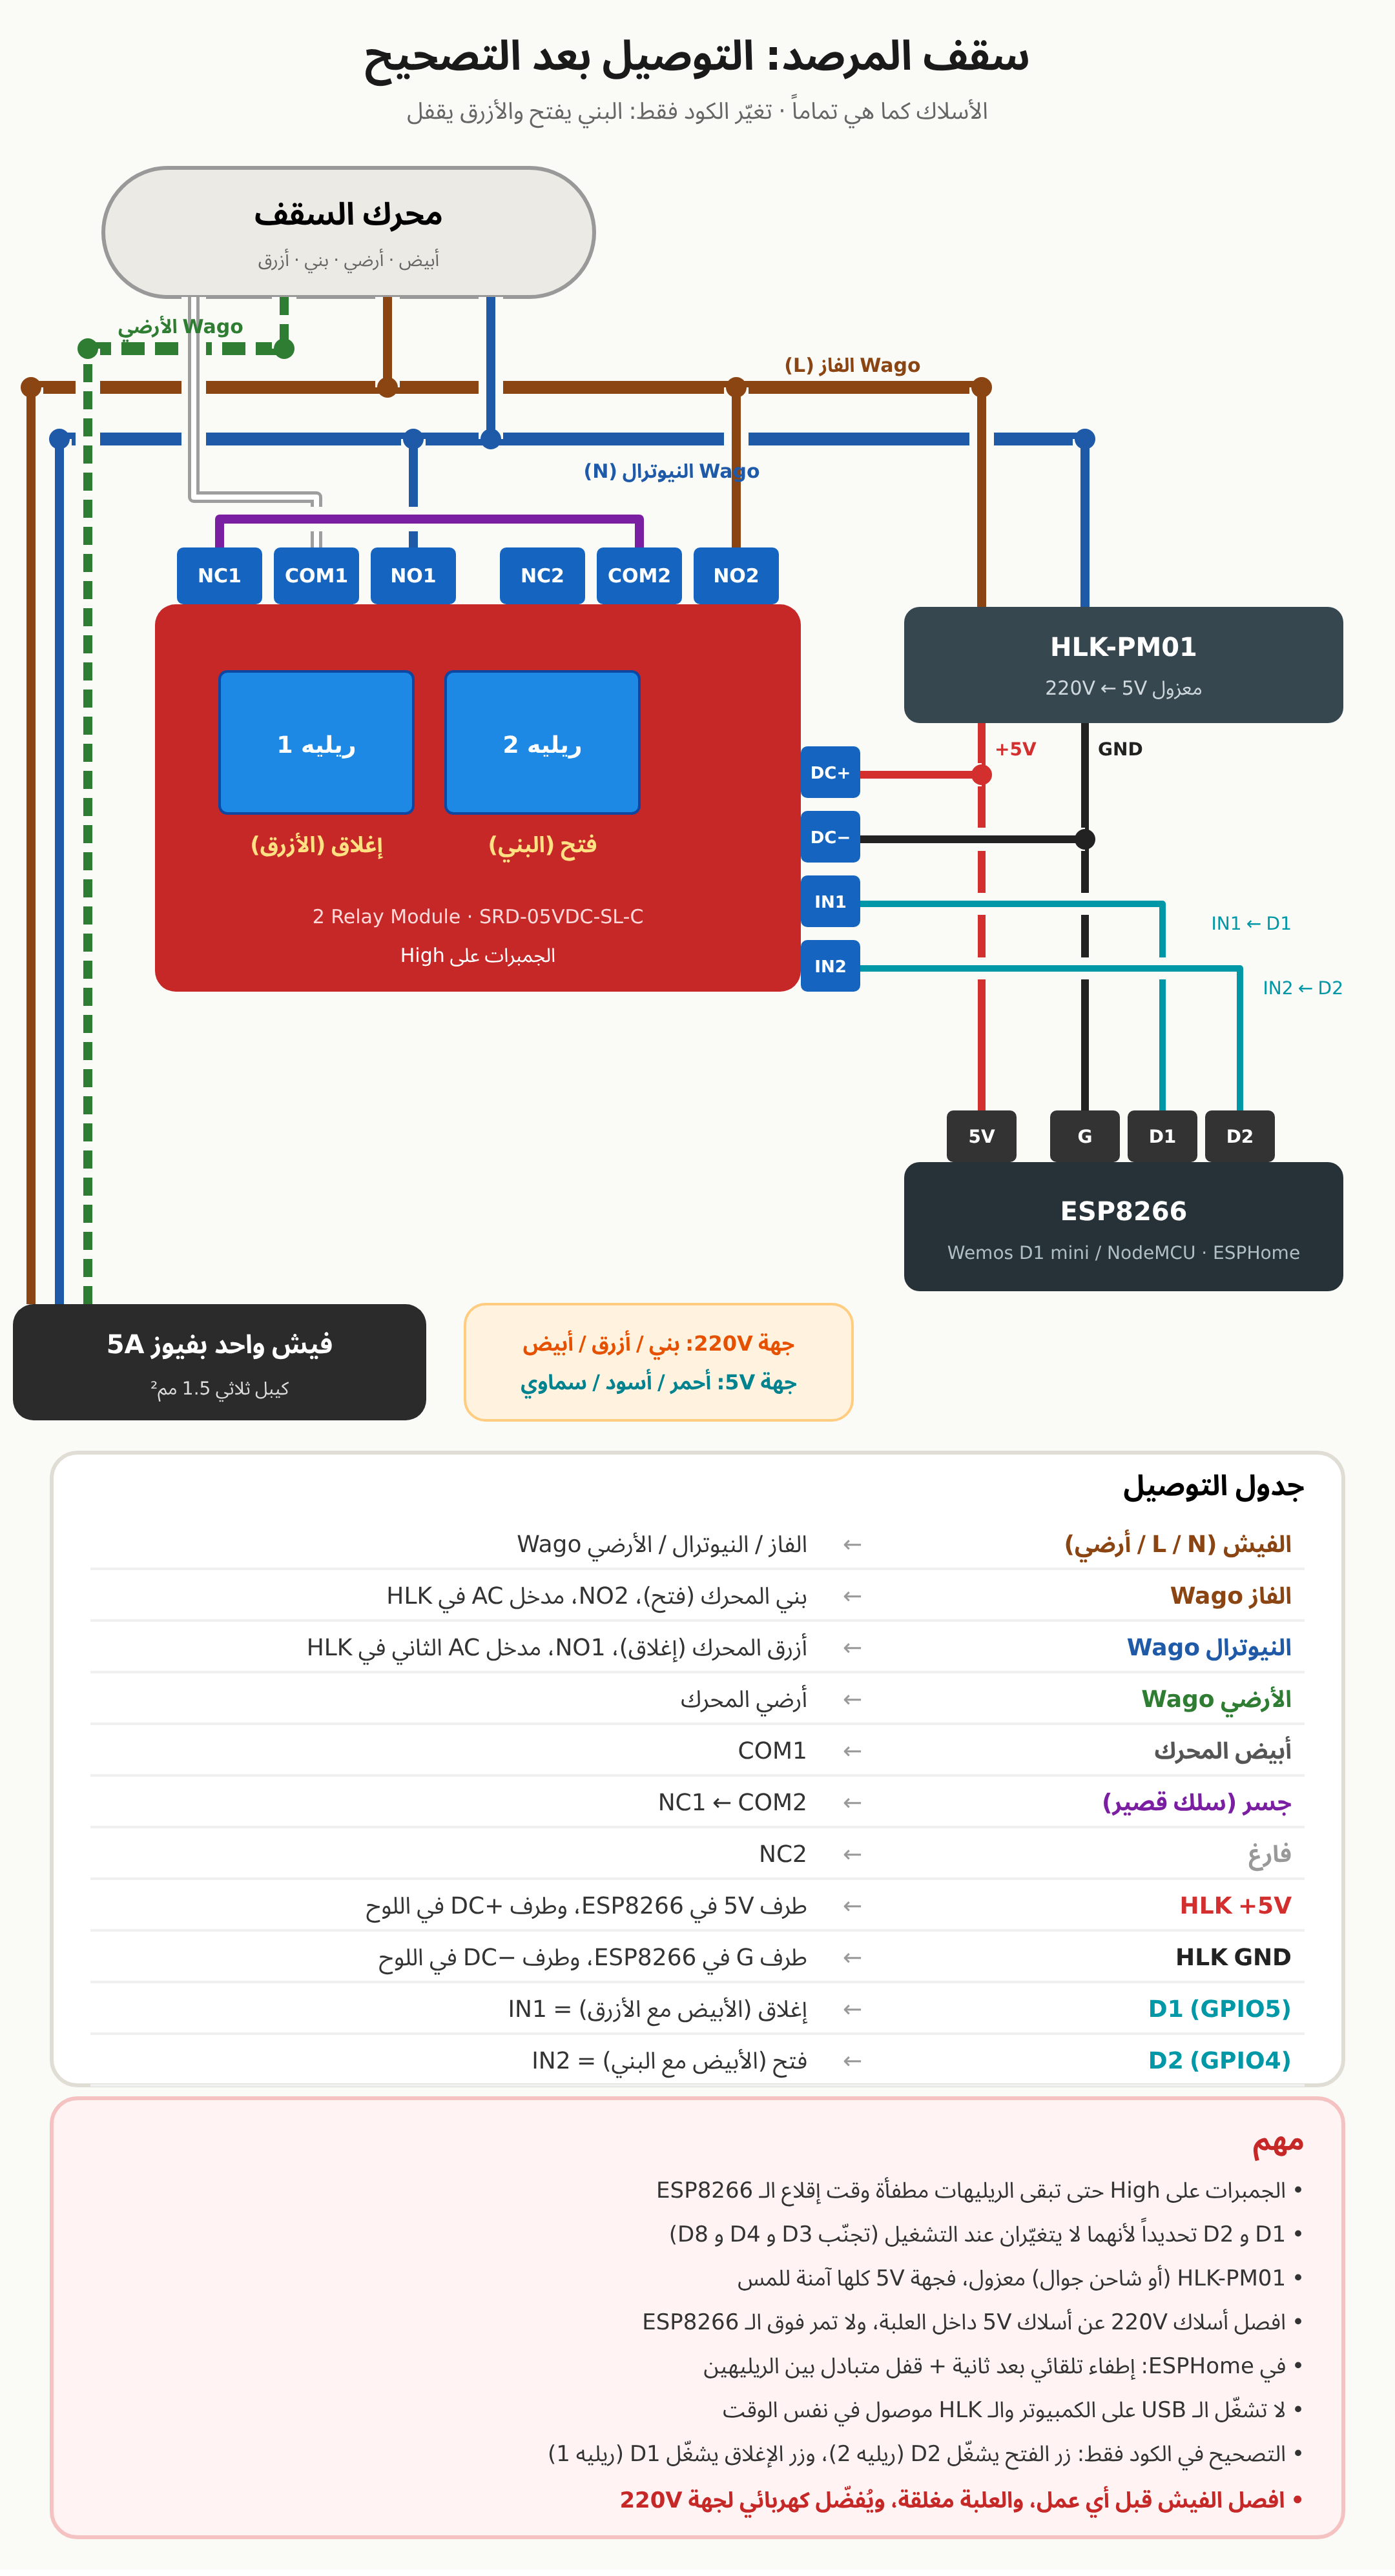 سقف المرصد: التوصيل بعد التصحيح
الأسلاك كما هي تماماً · تغيّر الكود فقط: البني يفتح والأزرق يقفل
محرك السقف
أبيض · أرضي · بني · أزرق
الأرضي Wago
الفاز (L) Wago
النيوترال (N) Wago
NC1
COM1
NO1
NC2
COM2
NO2
ريليه 1
ريليه 2
إغلاق (الأزرق)
فتح (البني)
2 Relay Module · SRD-05VDC-SL-C
الجمبرات على High
HLK-PM01
معزول 220V ← 5V
+5V
GND
DC+
DC−
IN1
IN2
IN1 ← D1
IN2 ← D2
5V
G
D1
D2
ESP8266
Wemos D1 mini / NodeMCU · ESPHome
فيش واحد بفيوز 5A
كيبل ثلاثي 1.5 مم²
جهة 220V: بني / أزرق / أبيض
جهة 5V: أحمر / أسود / سماوي
جدول التوصيل
الفيش (L / N / أرضي) ← الفاز / النيوترال / الأرضي Wago
الفاز Wago ← بني المحرك (فتح)، NO2، مدخل AC في HLK
النيوترال Wago ← أزرق المحرك (إغلاق)، NO1، مدخل AC الثاني في HLK
الأرضي Wago ← أرضي المحرك
أبيض المحرك ← COM1
جسر (سلك قصير) ← NC1 ← COM2
فارغ ← NC2
HLK +5V ← طرف 5V في ESP8266، وطرف DC+ في اللوح
HLK GND ← طرف G في ESP8266، وطرف DC− في اللوح
D1 (GPIO5) ← IN1 = إغلاق (الأبيض مع الأزرق)
D2 (GPIO4) ← IN2 = فتح (الأبيض مع البني)
مهم
• الجمبرات على High حتى تبقى الريليهات مطفأة وقت إقلاع الـ ESP8266
• D1 و D2 تحديداً لأنهما لا يتغيّران عند التشغيل (تجنّب D3 و D4 و D8)
• HLK-PM01 (أو شاحن جوال) معزول، فجهة 5V كلها آمنة للمس
• افصل أسلاك 220V عن أسلاك 5V داخل العلبة، ولا تمر فوق الـ ESP8266
• في ESPHome: إطفاء تلقائي بعد ثانية + قفل متبادل بين الريليهين
• لا تشغّل الـ USB على الكمبيوتر والـ HLK موصول في نفس الوقت
• التصحيح في الكود فقط: زر الفتح يشغّل D2 (ريليه 2)، وزر الإغلاق يشغّل D1 (ريليه 1)
• افصل الفيش قبل أي عمل، والعلبة مغلقة، ويُفضّل كهربائي لجهة 220V